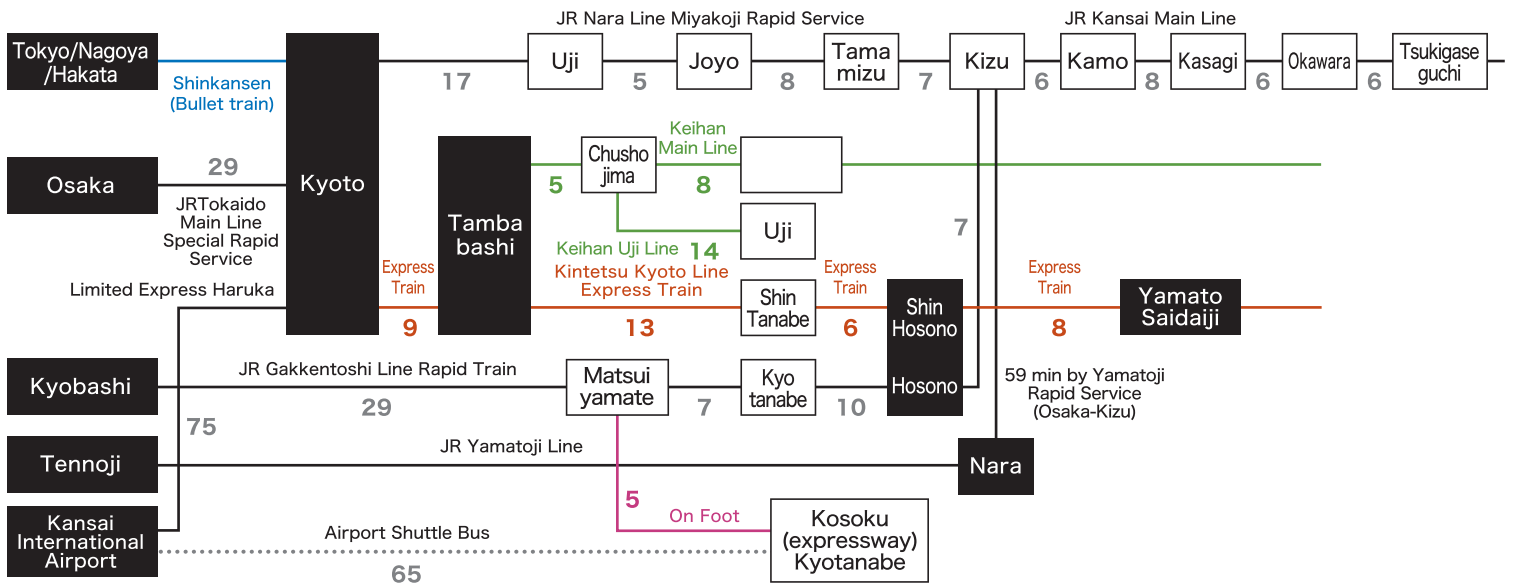 JR Nara Line Miyakoji Rapid Service
JR Kansai Main Line
Tokyo/Nagoya
/Hakata
Shinkansen
(Bullet train)
Kyoto
17
Uji
5
Joyo
8
Tama
mizu
7
Kizu
6
Kamo
8
Kasagi
6
Okawara
6
Tsukigase
guchi
Osaka
29
JRTokaido
Main Line
Special Rapid
Service
Tamba
bashi
5
Chusho
jima
Keihan
Main Line
8
Keihan Uji Line
14
Uji
7
Limited Express Haruka
Express
Train
9
Kintetsu Kyoto Line
Express Train
13
Shin
Tanabe
Express
Train
6
Shin
Hosono
Express
Train
8
Yamato
Saidaiji
Kyobashi
JR Gakkentoshi Line Rapid Train
29
Matsui
yamate
7
Kyo
tanabe
10
Hosono
59 min by Yamatoji
Rapid Service
(Osaka-Kizu)
75
Tennoji
JR Yamatoji Line
Nara
5
On Foot
Kansai
International
Airport
Airport Shuttle Bus
65
Kosoku
(expressway)
Kyotanabe